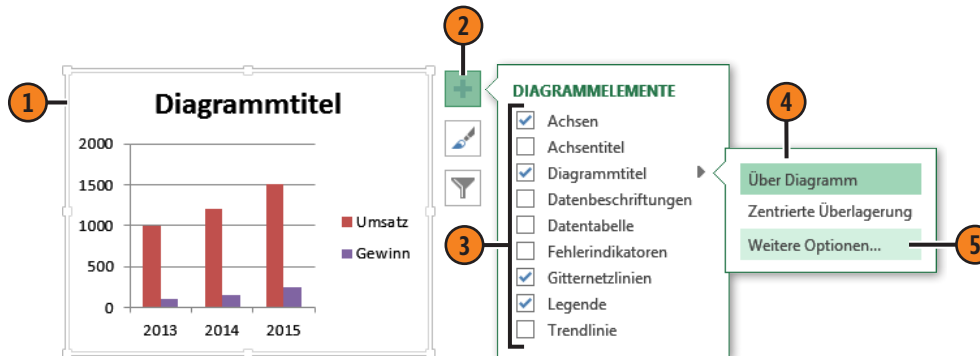 1
Diagrammtitel
2000
1500
1000
500
0
2013 2014 2015
Umsatz
Gewinn
2
DIAGRAMMELEMENTE
3
Achsen
Achsentitel
Diagrammtitel
Datenbeschriftungen
Datentabelle
Fehlerindikatoren
Gitternetzlinien
Legende
Trendlinie
4
Über Diagramm
Zentrierte Überlagerung
Weitere Optionen...
5